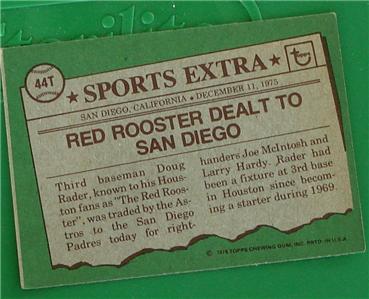 44T
★ SPORTS EXTRA ★
TOPPS
SAN DIEGO, CALIFORNIA • DECEMBER 11, 1975
RED ROOSTER DEALT TO
SAN DIEGO
Third baseman Doug
Rader, known to his Hous-
ton fans as "The Red Roos-
ter", was traded by the As-
tros to the San Diego
Padres today for right-
handers Joe McIntosh and
Larry Hardy. Rader had
been a fixture at 3rd base
in Houston since becom-
ing a starter during 1969.
© 1976 TOPPS CHEWING GUM, INC. PRTD. IN U.S.A.